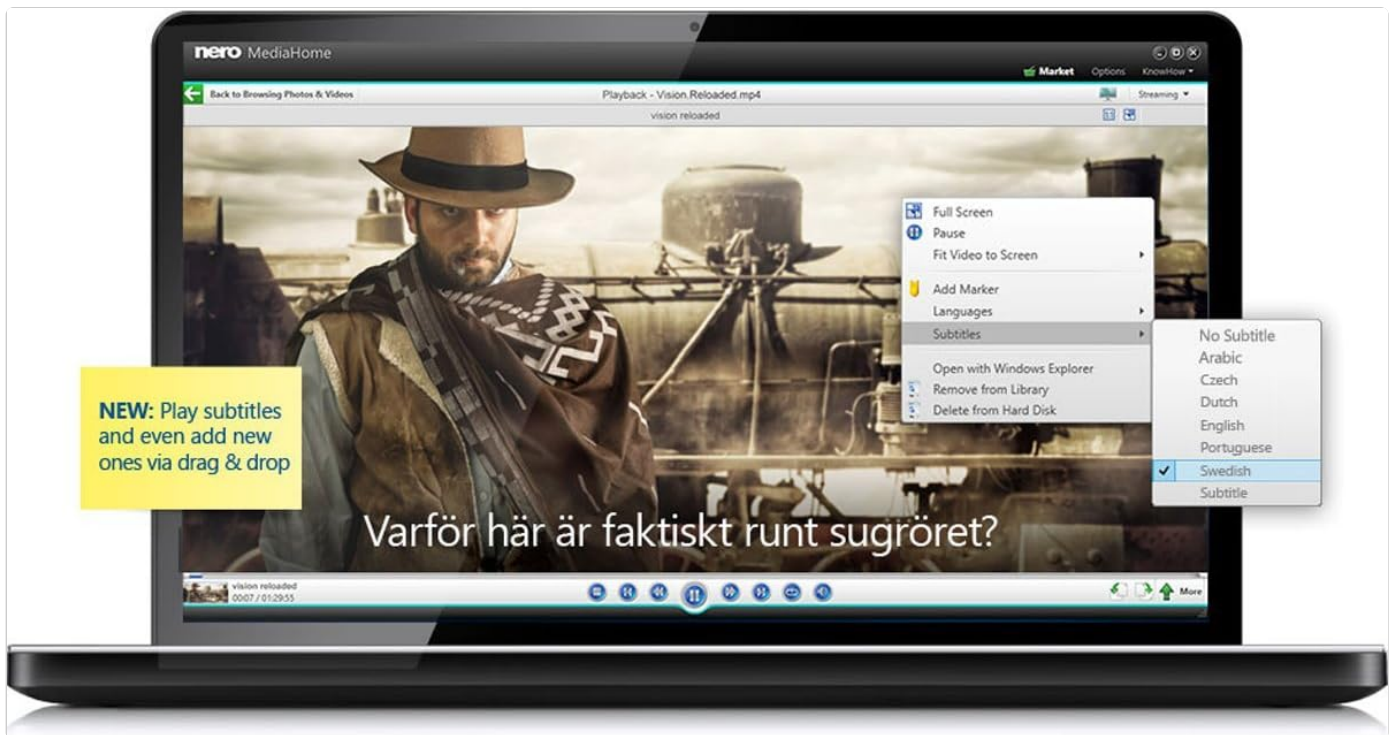 nero MediaHome
Market Options KnowHow
Back to Browsing Photos & Videos
Playback - Vision.Reloaded.mp4
Streaming
vision reloaded
Full Screen
Pause
Fit Video to Screen
Add Marker
Languages
Subtitles
Open with Windows Explorer
Remove from Library
Delete from Hard Disk
No Subtitle
Arabic
Czech
Dutch
English
Portuguese
Swedish
Subtitle
NEW: Play subtitles
and even add new
ones via drag & drop
Varför här är faktiskt runt sugröret?
vision reloaded
00:07 / 01:29:55
More